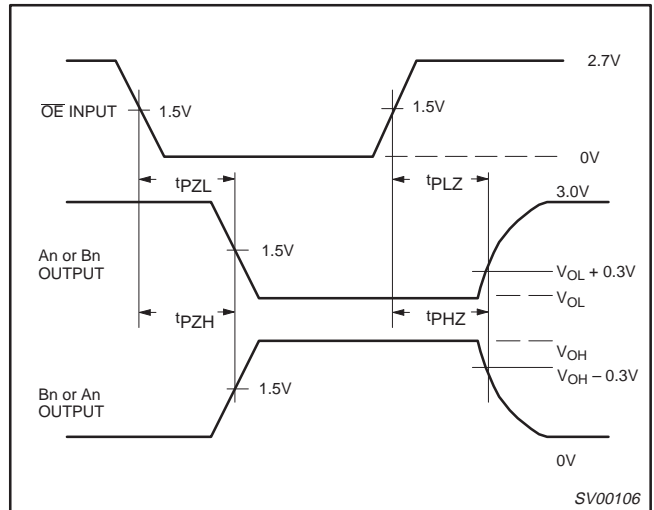 2.7V
OE INPUT
1.5V
1.5V
0V
tPZL
tPLZ
3.0V
An or Bn
OUTPUT
1.5V
VOL + 0.3V
VOL
tPZH
tPHZ
VOH
VOH – 0.3V
Bn or An
OUTPUT
1.5V
0V
SV00106